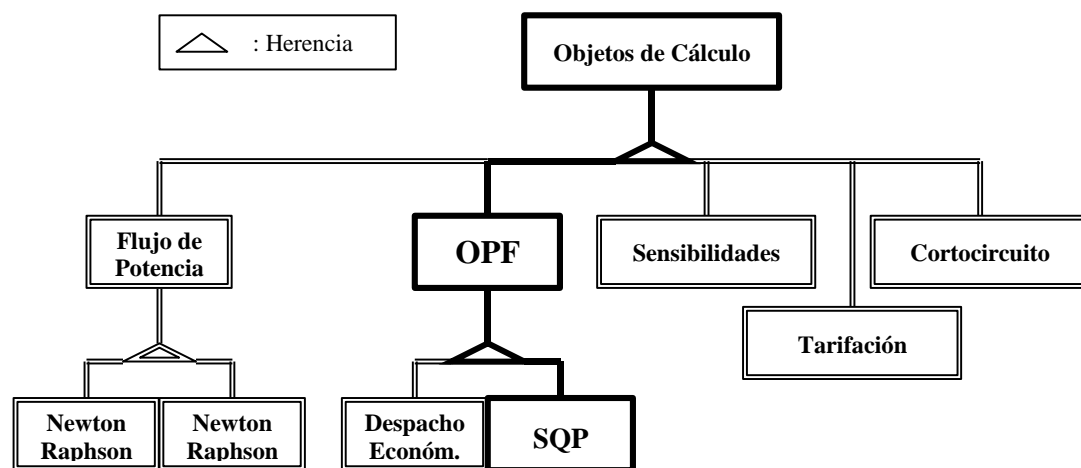 : Herencia
Objetos de Cálculo
Flujo de
Potencia
OPF
Sensibilidades
Cortocircuito
Tarifación
Newton
Raphson
Newton
Raphson
Despacho
Económ.
SQP